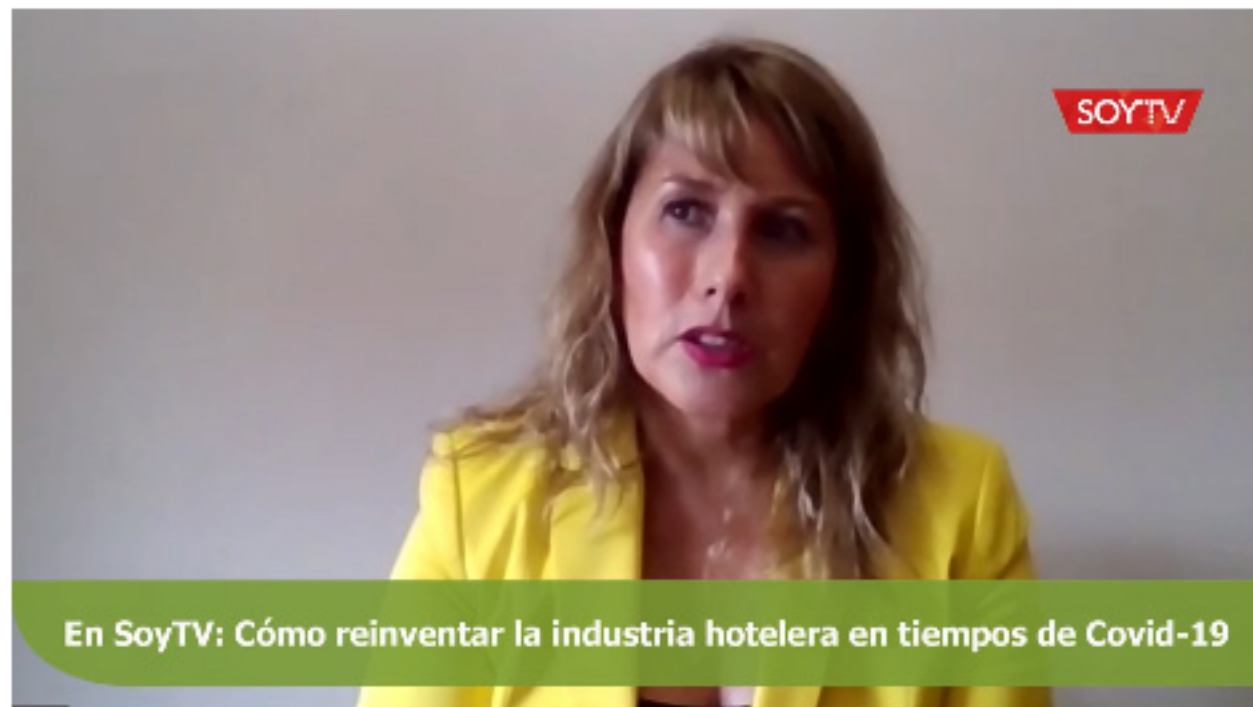 SOYTV
En SoyTV: Cómo reinventar la industria hotelera en tiempos de Covid-19